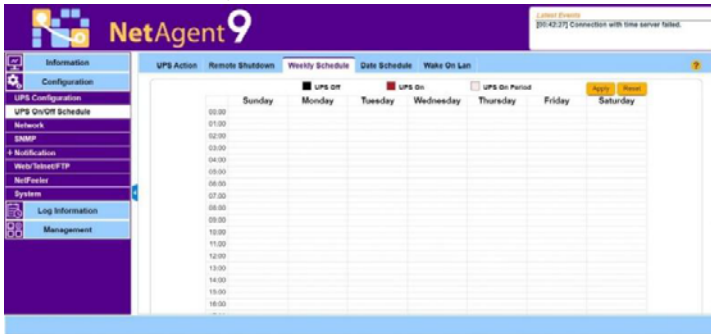 NetAgent 9
Latest Events
[00:42:27] Connection with time server failed.
Information
Configuration
UPS Configuration
UPS On/Off Schedule
Network
SNMP
+ Notification
Web/Telnet/FTP
NetFeeler
System
Log Information
Management
UPS Action Remote Shutdown Weekly Schedule Date Schedule Wake On Lan ?
UPS Off UPS On UPS On Period Apply Reset
Sunday Monday Tuesday Wednesday Thursday Friday Saturday
00:00
01:00
02:00
03:00
04:00
05:00
06:00
07:00
08:00
09:00
10:00
11:00
12:00
13:00
14:00
15:00
16:00